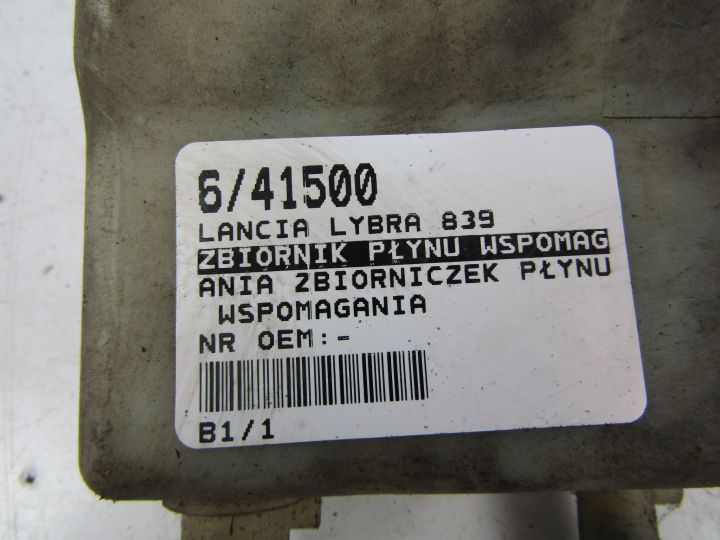 6/41500
LANCIA LYBRA 839
ZBIORNIK PŁYNU WSPOMAG
ANIA ZBIORNICZEK PŁYNU
WSPOMAGANIA
NR OEM:-
B1/1